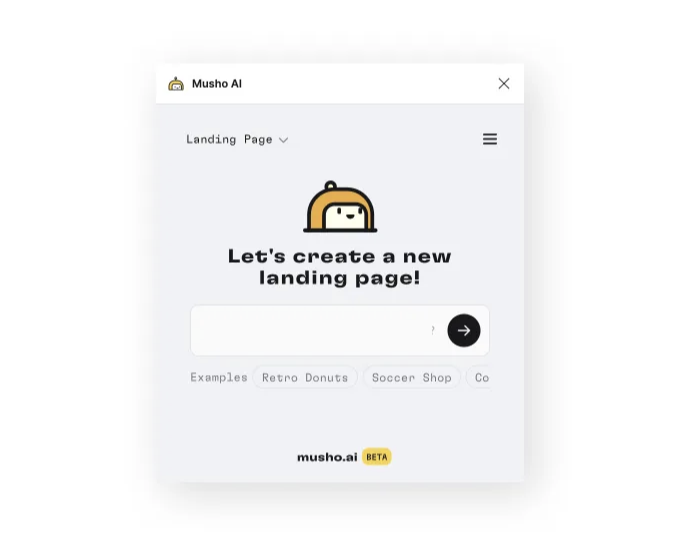 Musho AI
Landing Page
Let's create a new
landing page!
?
Examples Retro Donuts Soccer Shop Co
musho.ai BETA